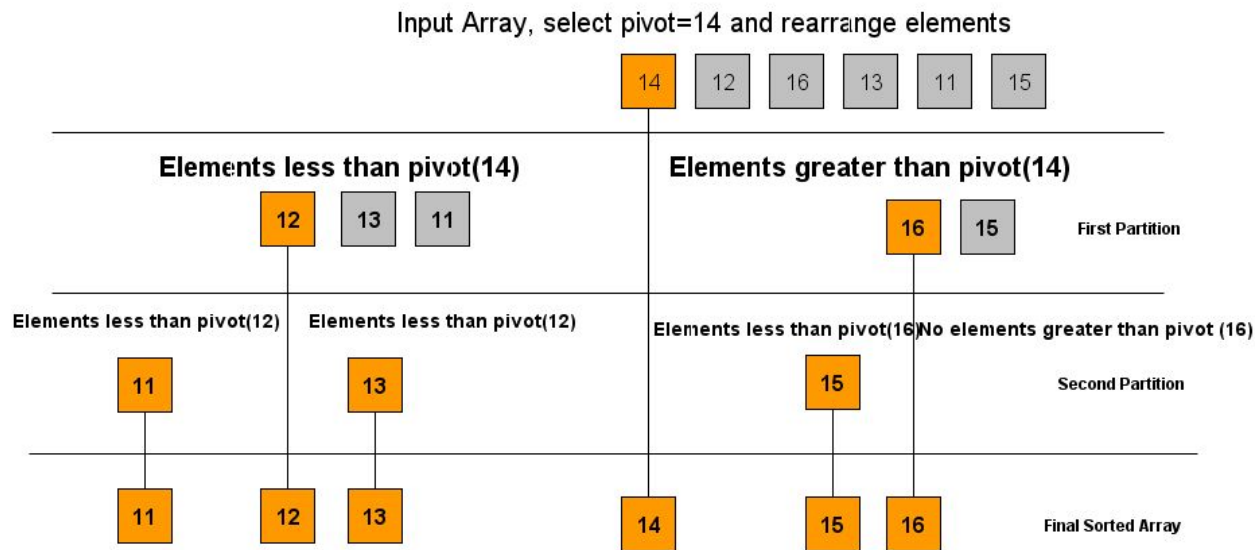 Input Array, select pivot=14 and rearrange elements
14 12 16 13 11 15
Elements less than pivot(14) Elements greater than pivot(14)
12 13 11 16 15 First Partition
Elements less than pivot(12) Elements less than pivot(12) Elements less than pivot(16) No elements greater than pivot (16)
11 13 15 Second Partition
11 12 13 14 15 16 Final Sorted Array